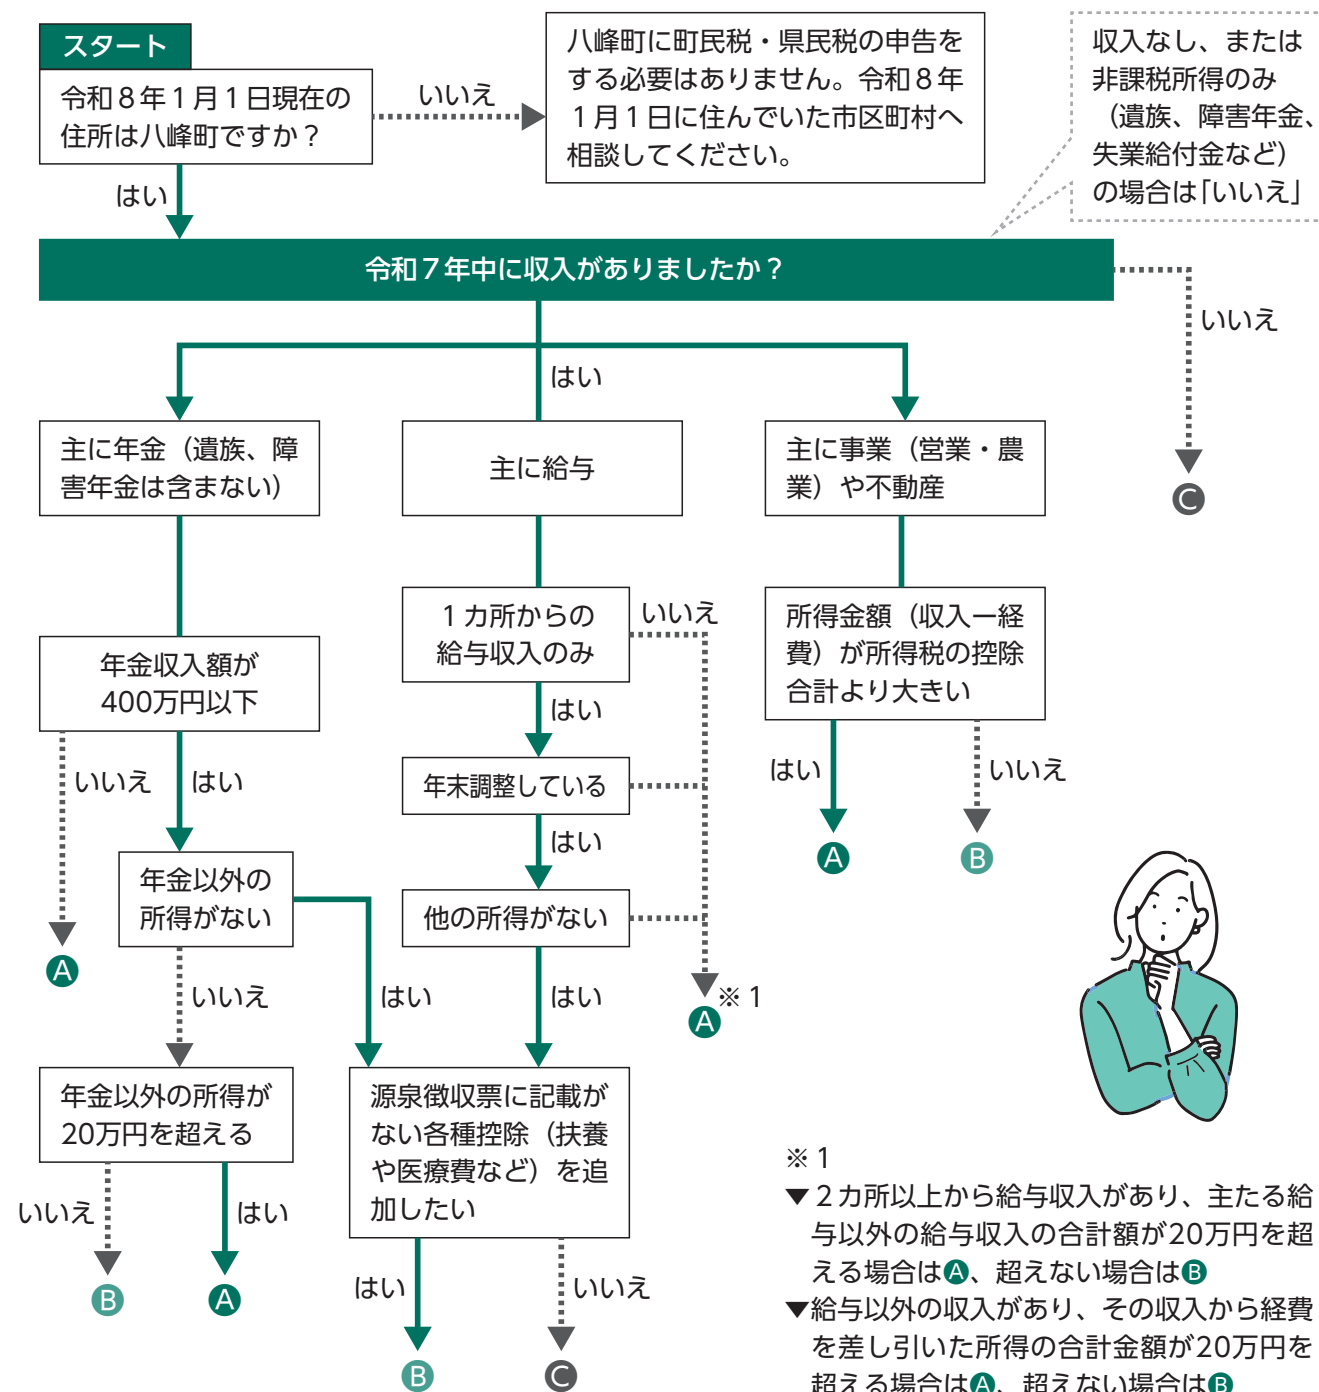 スタート
令和８年１月１日現在の
住所は八峰町ですか？
いいえ
八峰町に町民税・県民税の申告を
する必要はありません。令和８年
１月１日に住んでいた市区町村へ
相談してください。
収入なし、または
非課税所得のみ
（遺族、障害年金、
失業給付金など）
の場合は「いいえ」
はい
令和７年中に収入がありましたか？
いいえ
はい
主に年金（遺族、障
害年金は含まない）
主に給与
主に事業（営業・農
業）や不動産
C
１カ所からの
給与収入のみ
いいえ
所得金額（収入ー経
費）が所得税の控除
合計より大きい
年金収入額が
400万円以下
はい
いいえ
はい
年末調整している
はい
いいえ
はい
A
B
年金以外の
所得がない
他の所得がない
A
いいえ
はい
はい
※１
A
年金以外の所得が
20万円を超える
源泉徴収票に記載が
ない各種控除（扶養
や医療費など）を追
加したい
いいえ
はい
B
A
はい
いいえ
B
C
※１
▼２カ所以上から給与収入があり、主たる給
与以外の給与収入の合計額が20万円を超
える場合はA、超えない場合はB
▼給与以外の収入があり、その収入から経費
を差し引いた所得の合計金額が20万円を
超える場合はA、超えない場合はB